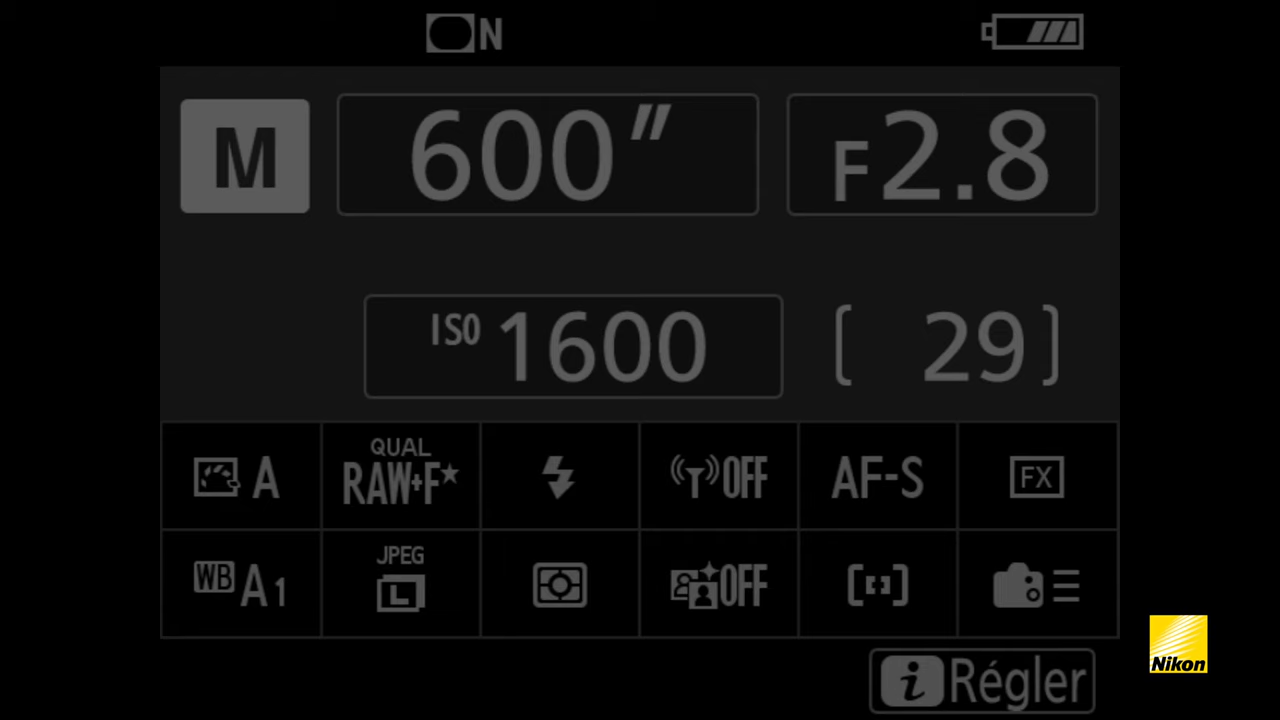 N
M 600″ F2.8
ISO 1600 [ 29]
A QUAL RAW+F★ OFF AF-S FX
WB A1 JPEG L OFF
i Régler
Nikon